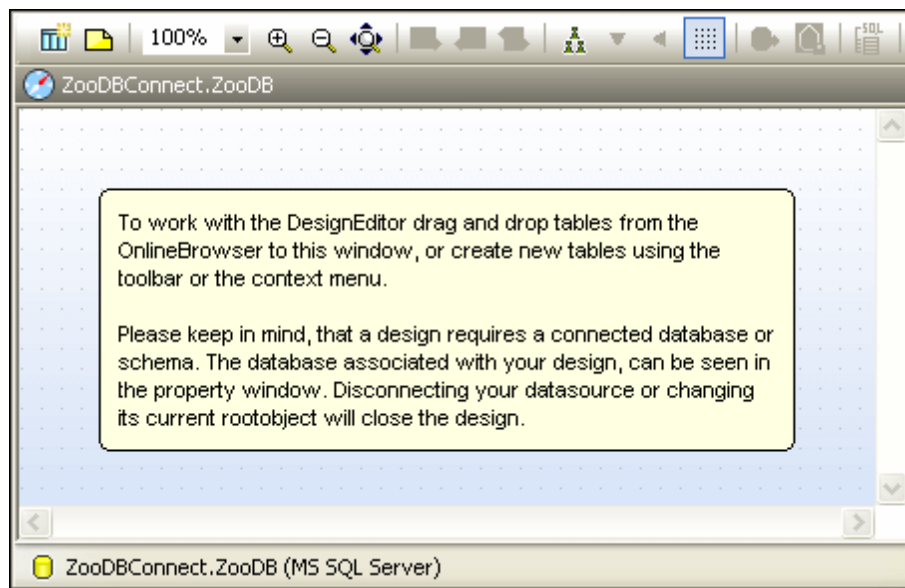 100%
SQL
ZooDBConnect.ZooDB
To work with the DesignEditor drag and drop tables from the
OnlineBrowser to this window, or create new tables using the
toolbar or the context menu.
Please keep in mind, that a design requires a connected database or
schema. The database associated with your design, can be seen in
the property window. Disconnecting your datasource or changing
its current rootobject will close the design.
ZooDBConnect.ZooDB (MS SQL Server)